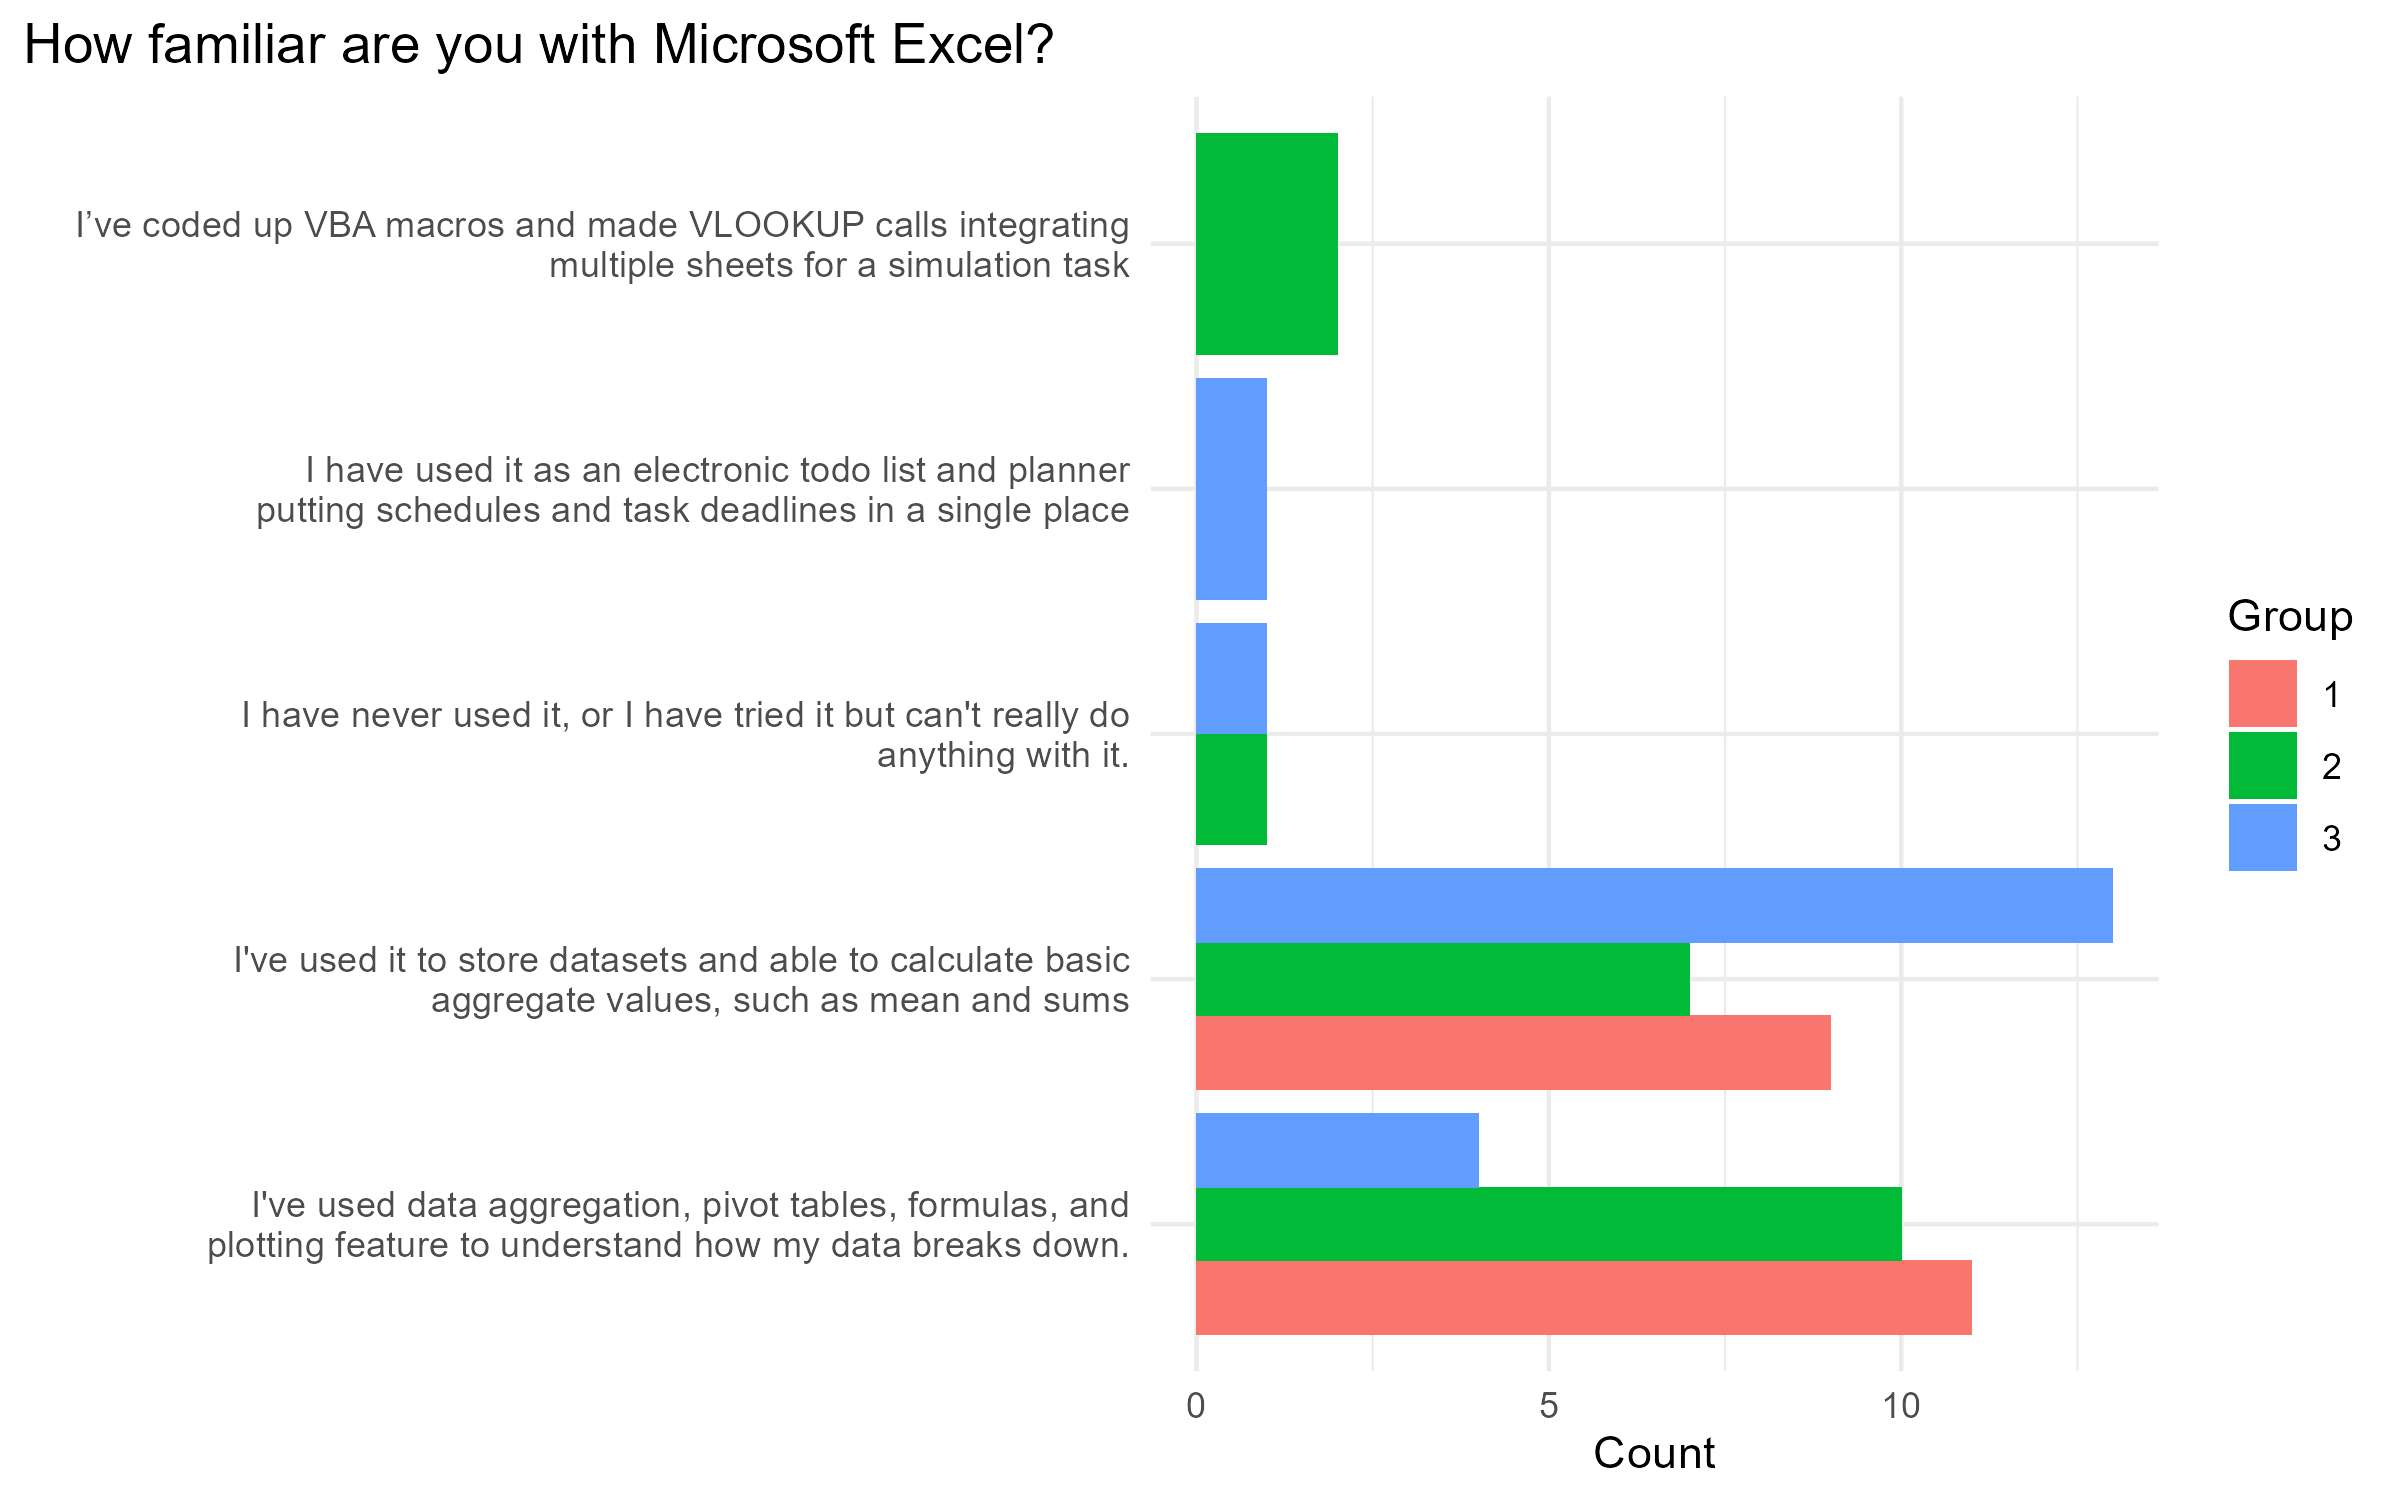 How familiar are you with Microsoft Excel?
I’ve coded up VBA macros and made VLOOKUP calls integrating
multiple sheets for a simulation task
I have used it as an electronic todo list and planner
putting schedules and task deadlines in a single place
I have never used it, or I have tried it but can't really do
anything with it.
I've used it to store datasets and able to calculate basic
aggregate values, such as mean and sums
I've used data aggregation, pivot tables, formulas, and
plotting feature to understand how my data breaks down.
0 5 10
Count
Group
1
2
3